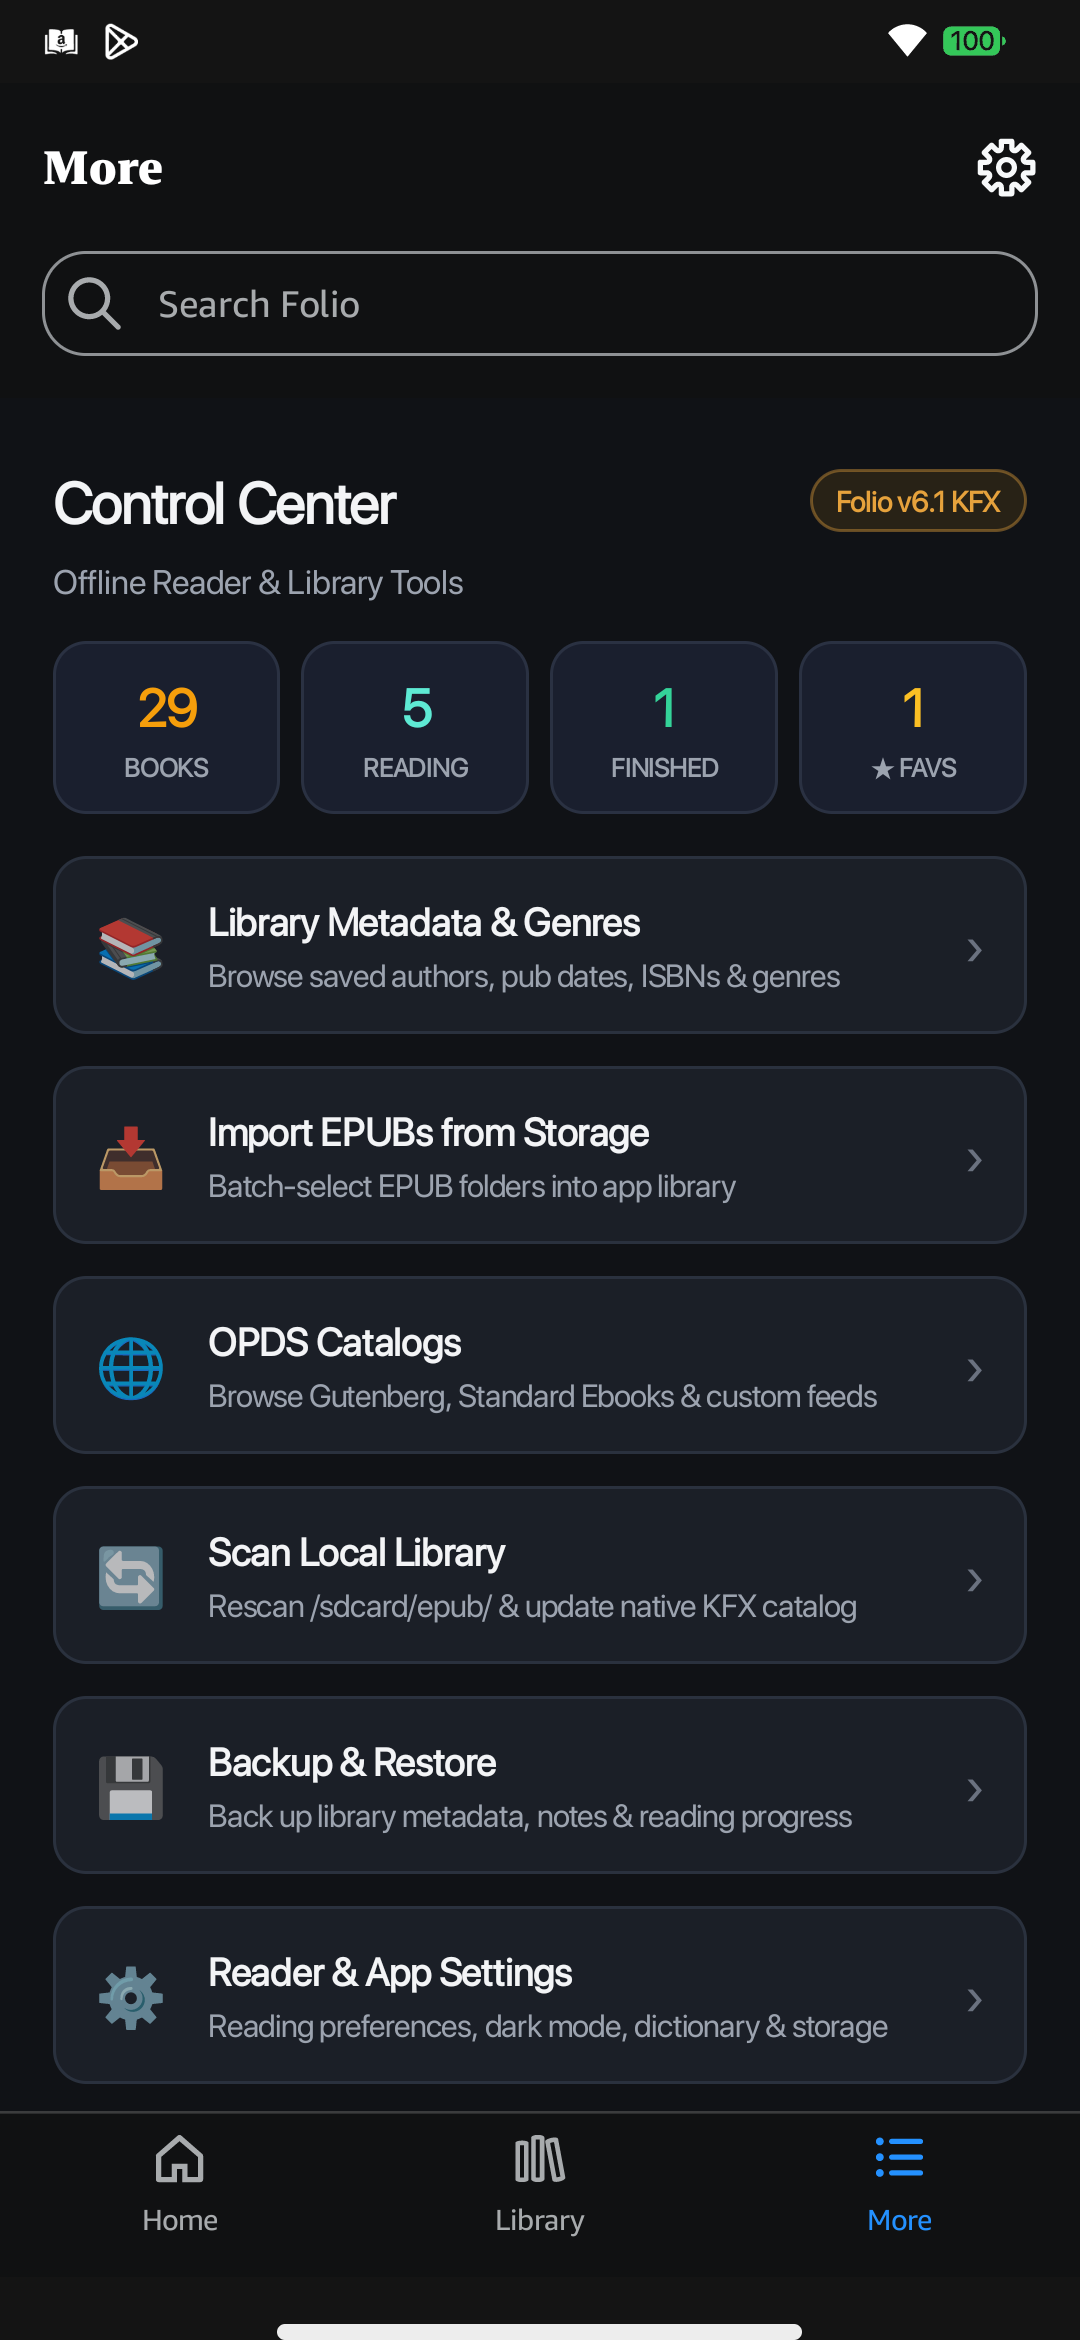 a
100
More
Search Folio
Control Center
Folio v6.1 KFX
Offline Reader & Library Tools
29
BOOKS
5
READING
1
FINISHED
1
★ FAVS
Library Metadata & Genres
Browse saved authors, pub dates, ISBNs & genres
Import EPUBs from Storage
Batch-select EPUB folders into app library
OPDS Catalogs
Browse Gutenberg, Standard Ebooks & custom feeds
Scan Local Library
Rescan /sdcard/epub/ & update native KFX catalog
Backup & Restore
Back up library metadata, notes & reading progress
Reader & App Settings
Reading preferences, dark mode, dictionary & storage
Home
Library
More